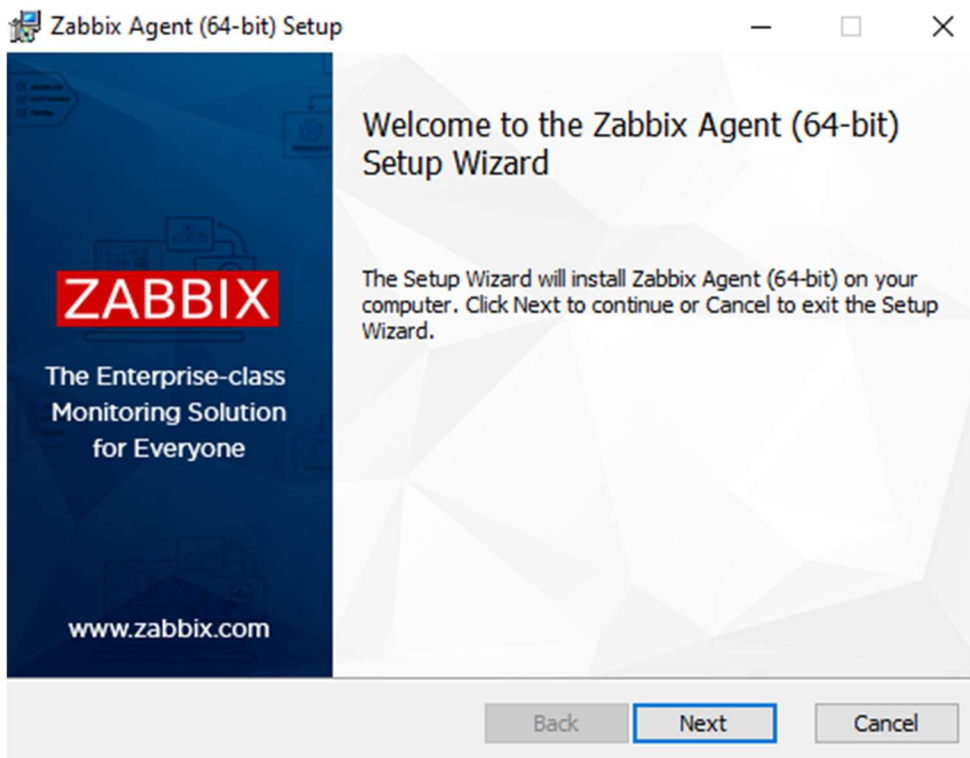 Zabbix Agent (64-bit) Setup
Welcome to the Zabbix Agent (64-bit)
Setup Wizard
The Setup Wizard will install Zabbix Agent (64-bit) on your
computer. Click Next to continue or Cancel to exit the Setup
Wizard.
ZABBIX
The Enterprise-class
Monitoring Solution
for Everyone
www.zabbix.com
Back
Next
Cancel